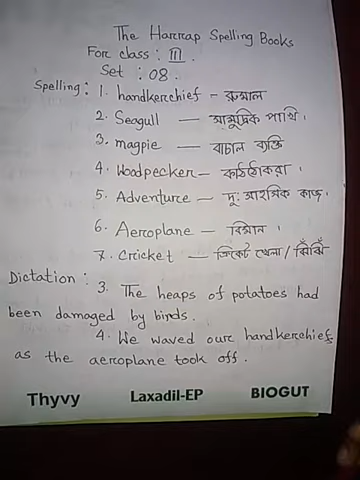 The Harrap Spelling Books
For class : III
Set : 08.
Spelling : 1. handkerchief - রুমাল
2. Seagull — সামুদ্রিক পাখি।
3. magpie — বাচাল ব্যক্তি
4. Woodpecker — কাঠঠোকরা।
5. Adventure — দু: সাহসিক কাজ।
6. Aeroplane — বিমান।
7. Cricket — ক্রিকেট খেলা / ঝিঁঝিঁ
Dictation : 3. The heaps of potatoes had
been damaged by birds.
4. We waved our handkerchiefs
as the aeroplane took off.
Thyvy Laxadil-EP BIOGUT